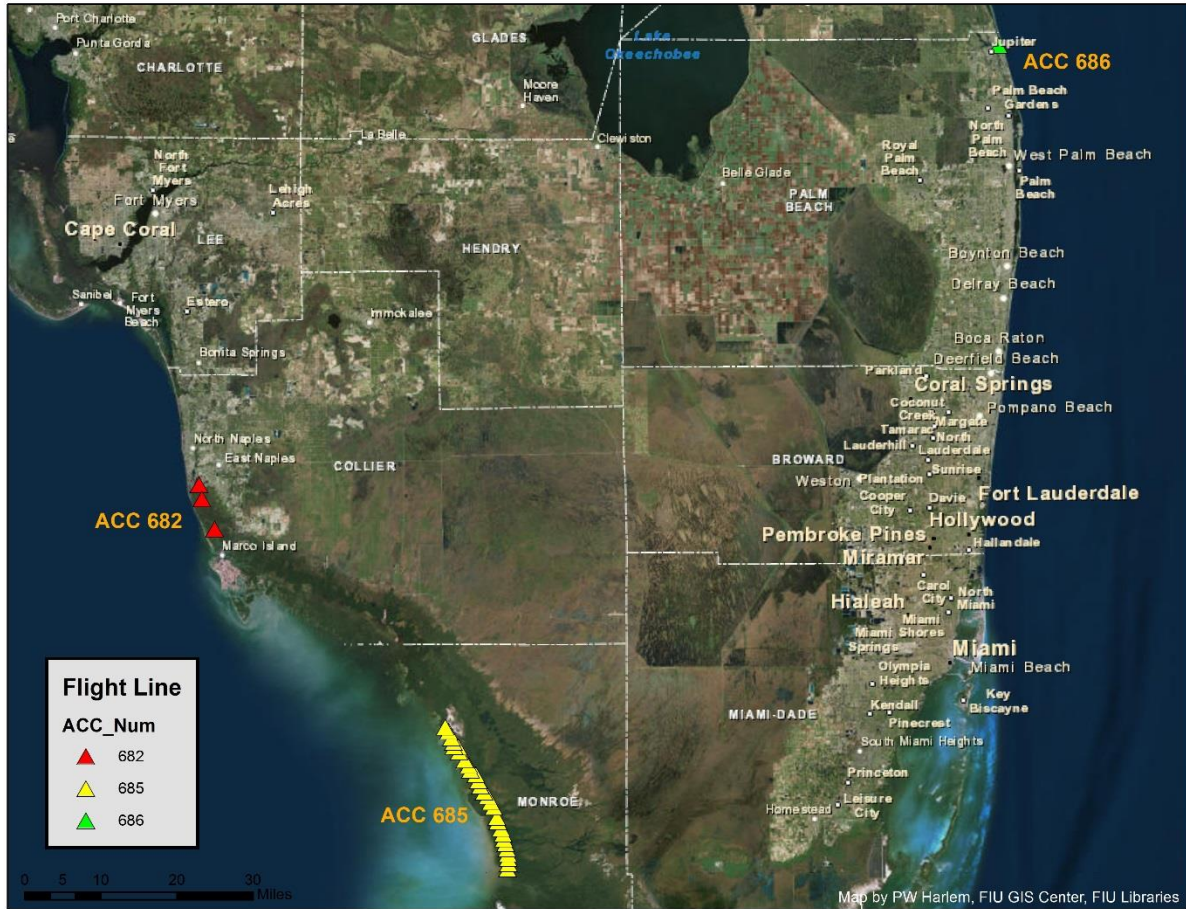 Port Charlotte
Punta Gorda
CHARLOTTE
GLADES
Lake
Okeechobee
Moore
Haven
La Belle
Clewiston
Jupiter
ACC 686
Palm Beach
Gardens
North
Palm
Beach
West Palm Beach
Palm
Beach
Royal
Palm
Beach
Belle Glade
PALM
BEACH
North
Fort
Myers
Fort Myers
Lehigh
Acres
Cape Coral
LEE
HENDRY
Boynton Beach
Delray Beach
Sanibel
Fort
Myers
Beach
Estero
Immokalee
Bonita Springs
Boca Raton
Deerfield Beach
Parkland
Coral Springs
Coconut
Creek
Pompano Beach
Margate
Tamarac
North
Lauderdale
Lauderhill
North Naples
East Naples
COLLIER
BROWARD
Sunrise
Weston
Plantation
Cooper
City
Davie
Fort Lauderdale
Hollywood
Pembroke Pines
Hallandale
Miramar
ACC 682
Marco Island
Carol
City
North
Miami
Hialeah
Miami
Springs
Miami
Shores
Miami
Miami Beach
Olympia
Heights
Key
Biscayne
Kendall
Pinecrest
MIAMI-DADE
South Miami Heights
Princeton
Leisure
City
Homestead
MONROE
ACC 685
Flight Line
ACC_Num
682
685
686
0 5 10 20 30
Miles
Map by PW Harlem, FIU GIS Center, FIU Libraries